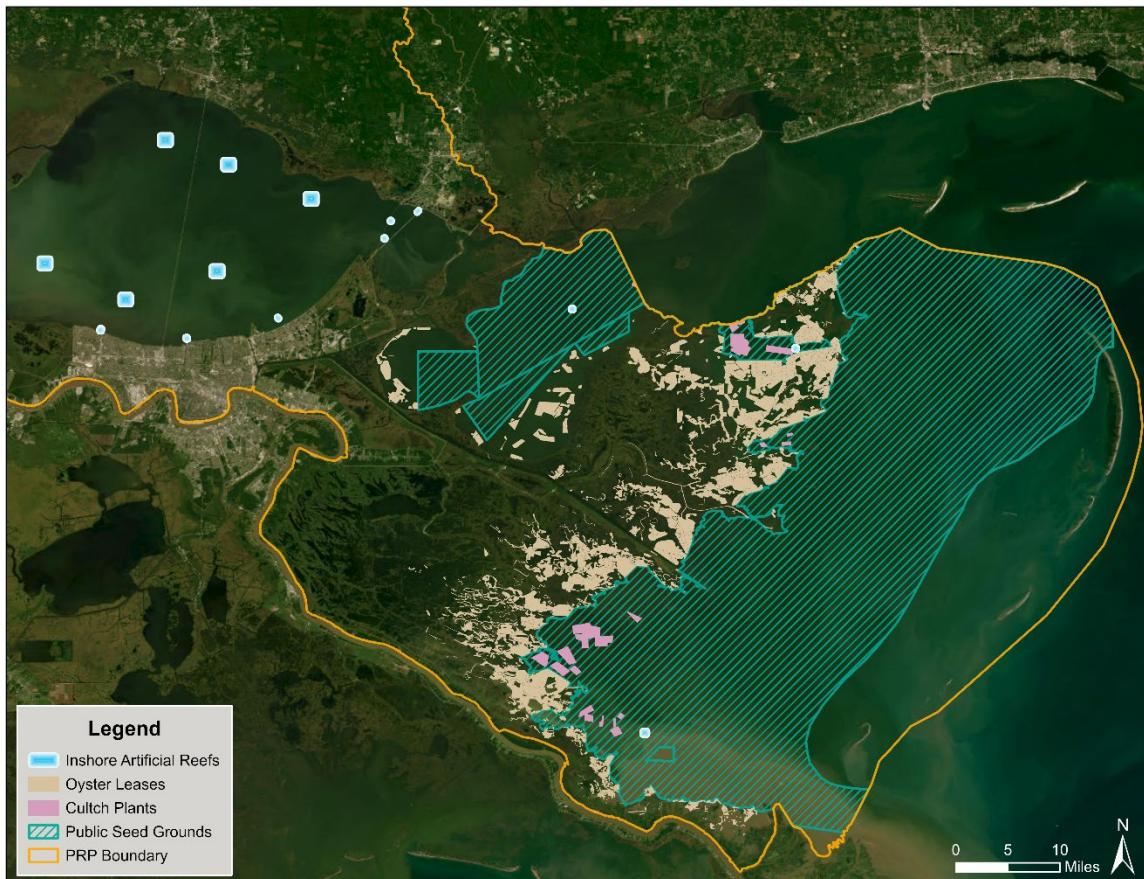 Legend
Inshore Artificial Reefs
Oyster Leases
Cultch Plants
Public Seed Grounds
PRP Boundary
N
0 5 10
Miles